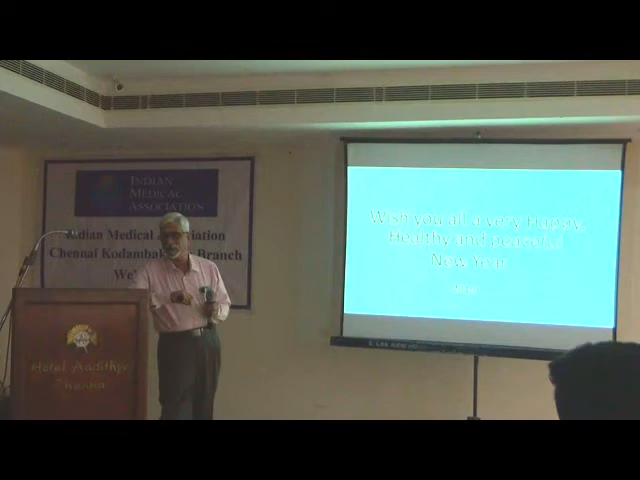 INDIAN
MEDICAL
ASSOCIATION
Indian Medical
Chennai Kodambakkam Branch
Wish you all a very Happy,
Healthy and peaceful
New Year
Hotel Aadithya